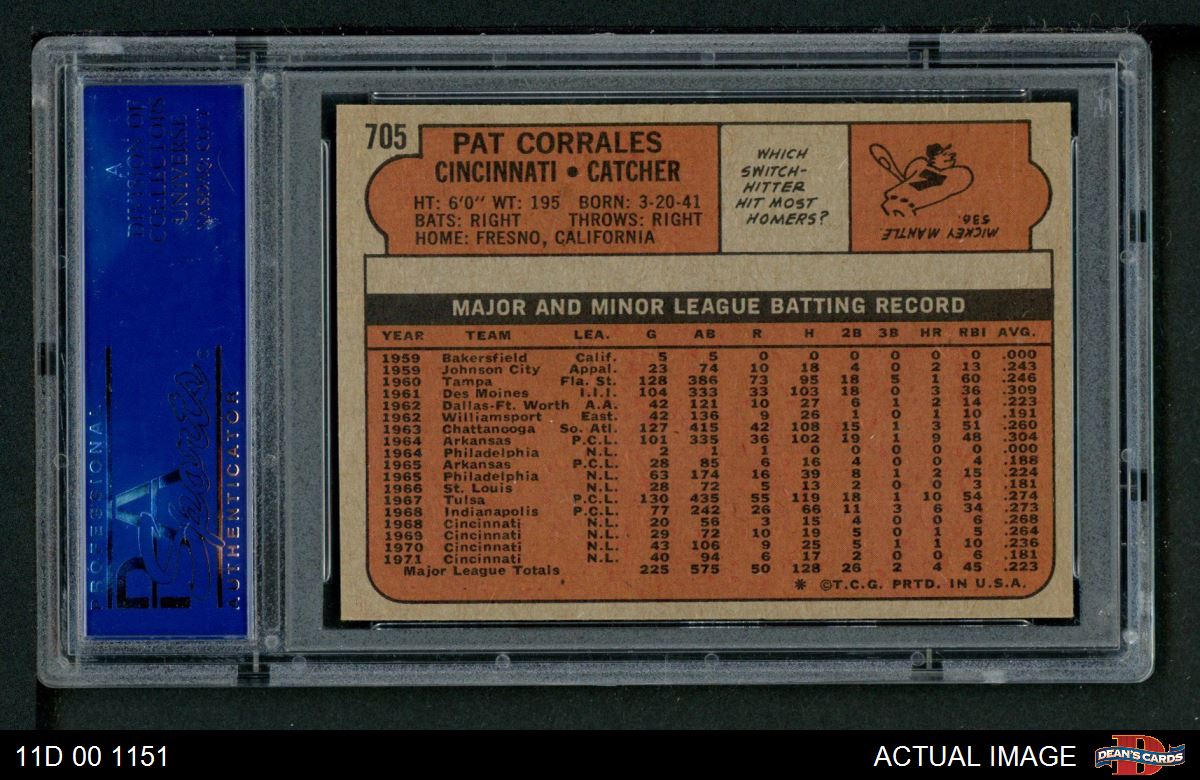 705
PAT CORRALES
CINCINNATI • CATCHER
HT: 6'0" WT: 195 BORN: 3-20-41
BATS: RIGHT THROWS: RIGHT
HOME: FRESNO, CALIFORNIA
WHICH
SWITCH-
HITTER
HIT MOST
HOMERS?
MICKEY MANTLE.
536.
MAJOR AND MINOR LEAGUE BATTING RECORD
YEAR TEAM LEA. G AB R H 2B 3B HR RBI AVG.
1959 Bakersfield Calif. 5 5 0 0 0 0 0 0 .000
1959 Johnson City Appal. 23 74 10 18 4 0 2 13 .243
1960 Tampa Fla. St. 128 386 73 95 18 5 1 60 .246
1961 Des Moines I.I.I. 104 333 33 103 18 0 3 36 .309
1962 Dallas-Ft. Worth A.A. 42 121 10 27 6 1 2 14 .223
1962 Williamsport East. 42 136 9 26 1 0 1 10 .191
1963 Chattanooga So. Atl. 127 415 42 108 15 1 3 51 .260
1964 Arkansas P.C.L. 101 335 36 102 19 1 9 48 .304
1964 Philadelphia N.L. 2 1 1 0 0 0 0 0 .000
1965 Arkansas P.C.L. 28 85 6 16 4 0 0 4 .188
1965 Philadelphia N.L. 63 174 16 39 8 1 2 15 .224
1966 St. Louis N.L. 28 72 5 13 2 0 0 3 .181
1967 Tulsa P.C.L. 130 435 55 119 18 1 10 54 .274
1968 Indianapolis P.C.L. 77 242 26 66 11 3 6 34 .273
1968 Cincinnati N.L. 20 56 3 15 4 0 0 6 .268
1969 Cincinnati N.L. 29 72 10 19 5 0 1 5 .264
1970 Cincinnati N.L. 43 106 9 25 5 1 1 10 .236
1971 Cincinnati N.L. 40 94 6 17 2 0 0 6 .181
Major League Totals 225 575 50 128 26 2 4 45 .223
* ©T.C.G. PRTD. IN U.S.A.
A
DIVISION OF
COLLECTORS
UNIVERSE
NASDAQ: CLCT
PROFESSIONAL
PSA
Sports
AUTHENTICATOR
11D 00 1151
ACTUAL IMAGE
D
DEAN'S CARDS